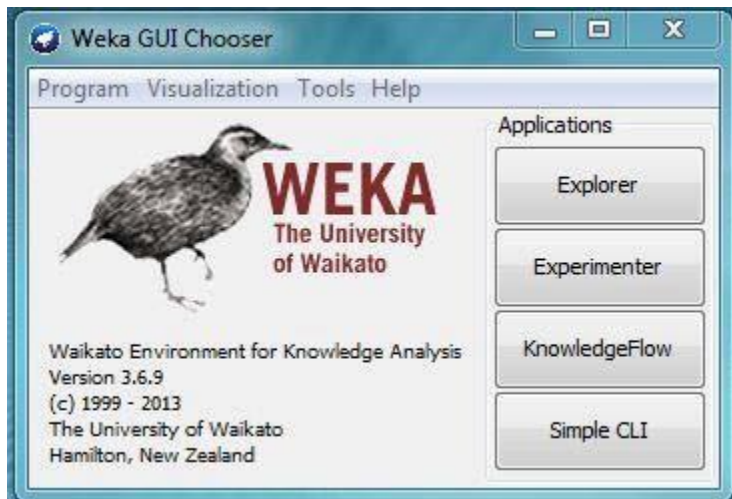 Weka GUI Chooser
Program Visualization Tools Help
WEKA
The University
of Waikato
Waikato Environment for Knowledge Analysis
Version 3.6.9
(c) 1999 - 2013
The University of Waikato
Hamilton, New Zealand
Applications
Explorer
Experimenter
KnowledgeFlow
Simple CLI